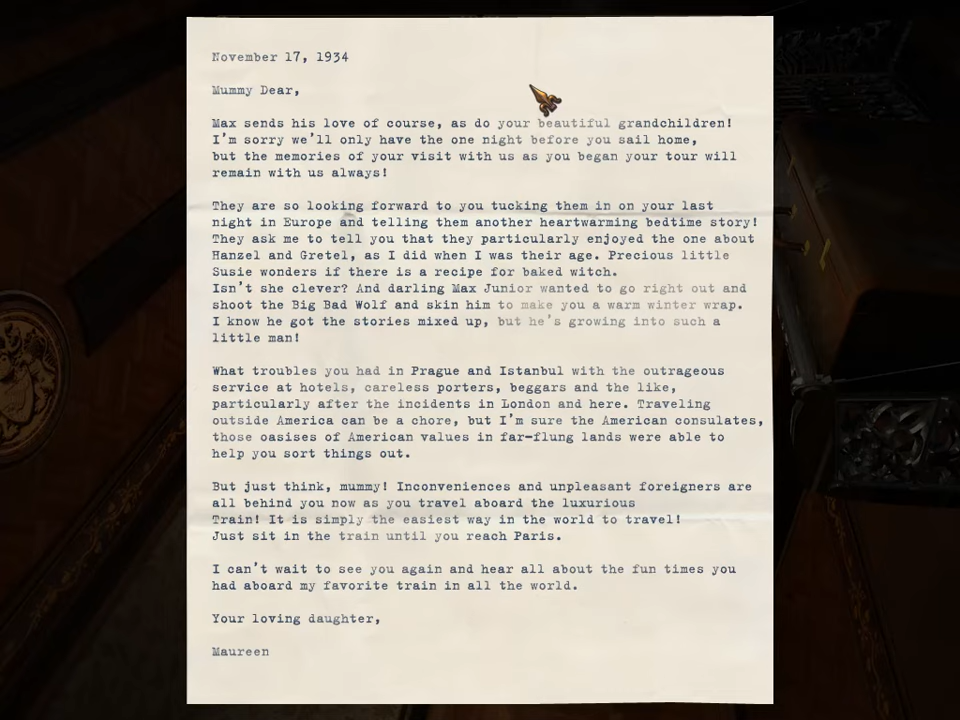 November 17, 1934
Mummy Dear,
Max sends his love of course, as do your beautiful grandchildren!
I'm sorry we'll only have the one night before you sail home,
but the memories of your visit with us as you began your tour will
remain with us always!
They are so looking forward to you tucking them in on your last
night in Europe and telling them another heartwarming bedtime story!
They ask me to tell you that they particularly enjoyed the one about
Hanzel and Gretel, as I did when I was their age. Precious little
Susie wonders if there is a recipe for baked witch.
Isn't she clever? And darling Max Junior wanted to go right out and
shoot the Big Bad Wolf and skin him to make you a warm winter wrap.
I know he got the stories mixed up, but he's growing into such a
little man!
What troubles you had in Prague and Istanbul with the outrageous
service at hotels, careless porters, beggars and the like,
particularly after the incidents in London and here. Traveling
outside America can be a chore, but I'm sure the American consulates,
those oasises of American values in far-flung lands were able to
help you sort things out.
But just think, mummy! Inconveniences and unpleasant foreigners are
all behind you now as you travel aboard the luxurious
Train! It is simply the easiest way in the world to travel!
Just sit in the train until you reach Paris.
I can't wait to see you again and hear all about the fun times you
had aboard my favorite train in all the world.
Your loving daughter,
Maureen